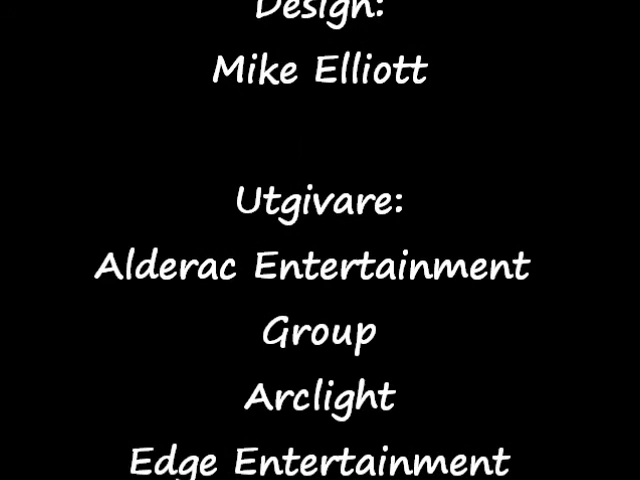 Design:
Mike Elliott
Utgivare:
Alderac Entertainment
Group
Arclight
Edge Entertainment